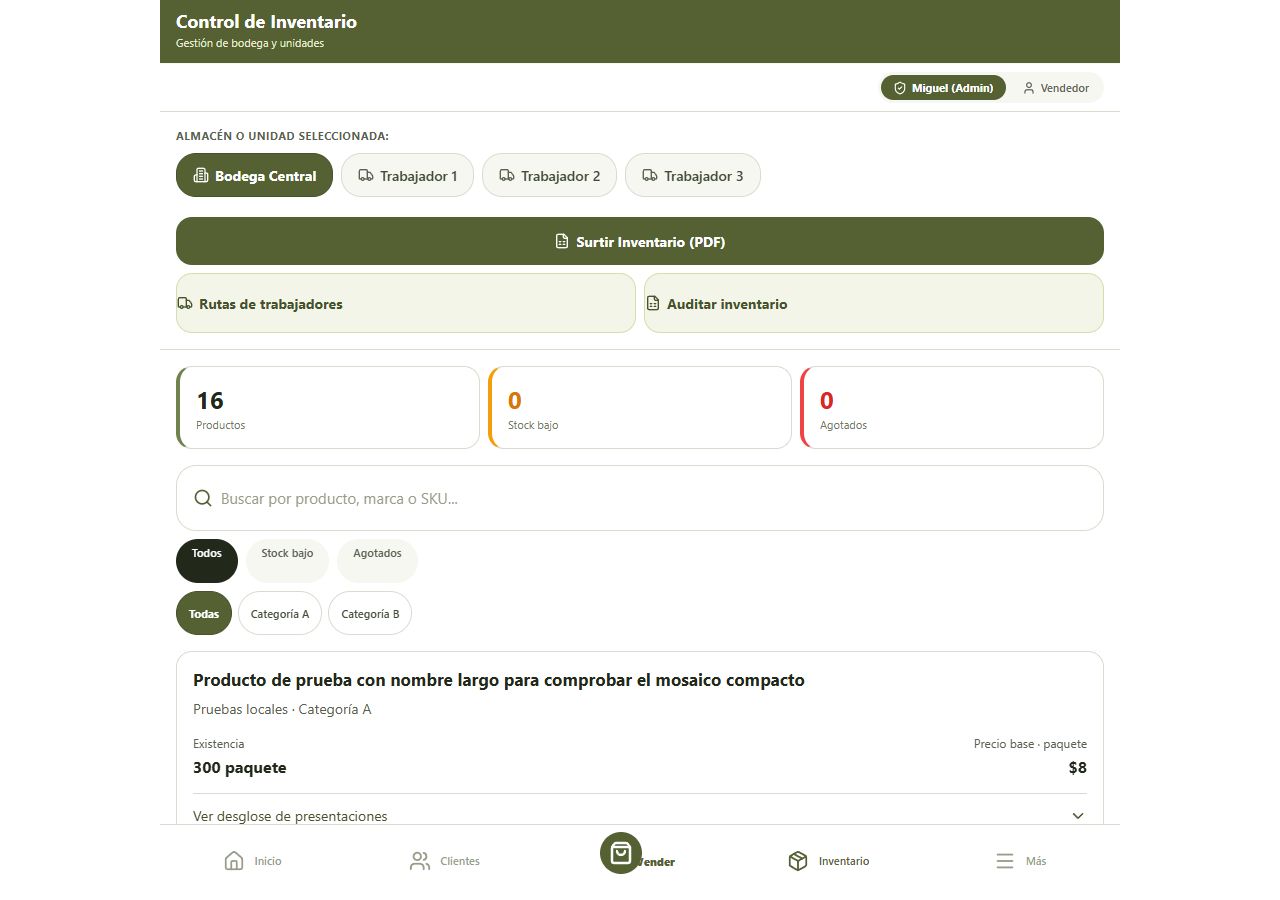 Control de Inventario
Gestión de bodega y unidades
Miguel (Admin)
Vendedor
ALMACÉN O UNIDAD SELECCIONADA:
Bodega Central
Trabajador 1
Trabajador 2
Trabajador 3
Surtir Inventario (PDF)
Rutas de trabajadores
Auditar inventario
16
Productos
0
Stock bajo
0
Agotados
Buscar por producto, marca o SKU...
Todos
Stock bajo
Agotados
Todas
Categoría A
Categoría B
Producto de prueba con nombre largo para comprobar el mosaico compacto
Pruebas locales · Categoría A
Existencia
Precio base · paquete
300 paquete
$8
Ver desglose de presentaciones
Inicio
Clientes
Vender
Inventario
Más